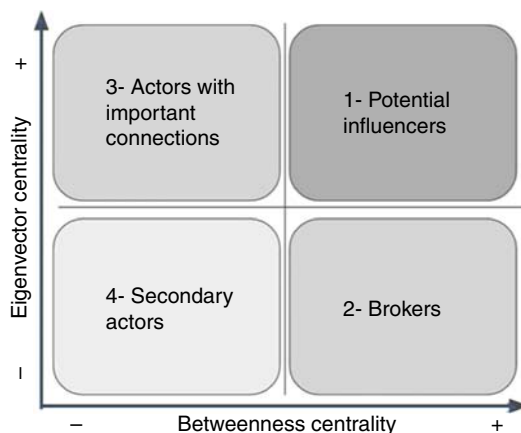 +
Eigenvector centrality
–
3- Actors with
important
connections
1- Potential
influencers
4- Secondary
actors
2- Brokers
–
Betweenness centrality
+